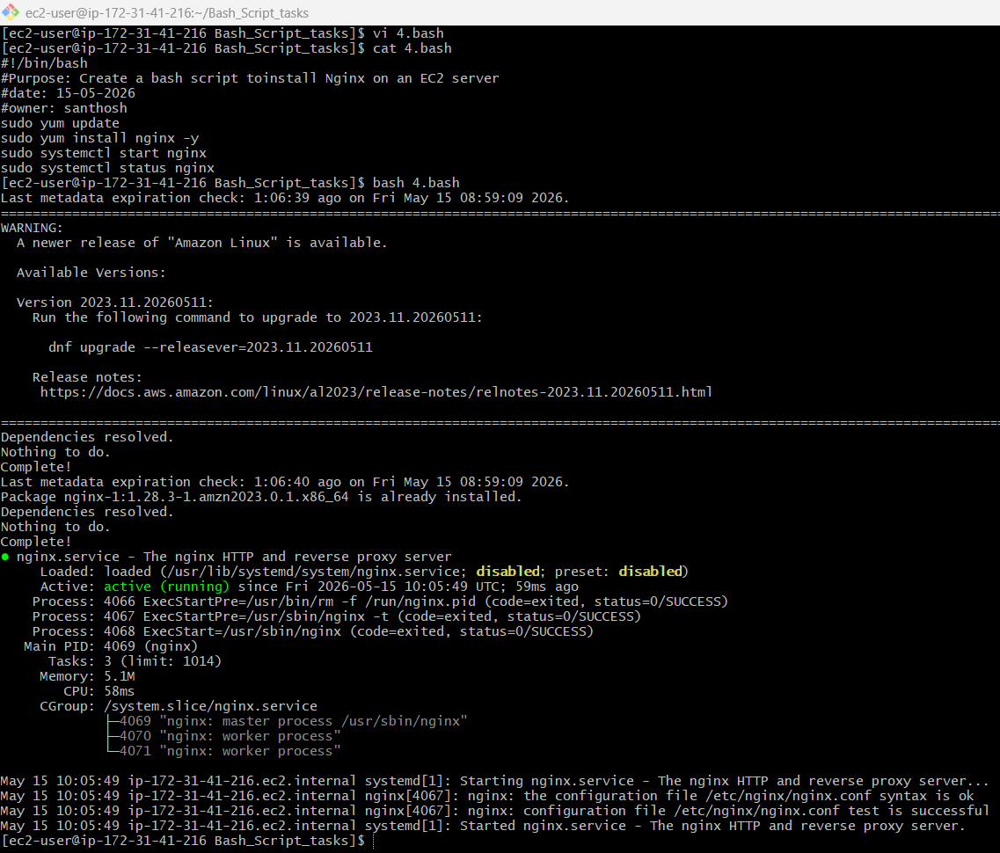 ec2-user@ip-172-31-41-216:~/Bash_Script_tasks
[ec2-user@ip-172-31-41-216 Bash_Script_tasks]$ vi 4.bash
[ec2-user@ip-172-31-41-216 Bash_Script_tasks]$ cat 4.bash
#!/bin/bash
#Purpose: Create a bash script toinstall Nginx on an EC2 server
#date: 15-05-2026
#owner: santhosh
sudo yum update
sudo yum install nginx -y
sudo systemctl start nginx
sudo systemctl status nginx
[ec2-user@ip-172-31-41-216 Bash_Script_tasks]$ bash 4.bash
Last metadata expiration check: 1:06:39 ago on Fri May 15 08:59:09 2026.
================================================================================================================================
WARNING:
  A newer release of "Amazon Linux" is available.

  Available Versions:

  Version 2023.11.20260511:
    Run the following command to upgrade to 2023.11.20260511:

      dnf upgrade --releasever=2023.11.20260511

    Release notes:
     https://docs.aws.amazon.com/linux/al2023/release-notes/relnotes-2023.11.20260511.html

================================================================================================================================
Dependencies resolved.
Nothing to do.
Complete!
Last metadata expiration check: 1:06:40 ago on Fri May 15 08:59:09 2026.
Package nginx-1:1.28.3-1.amzn2023.0.1.x86_64 is already installed.
Dependencies resolved.
Nothing to do.
Complete!
● nginx.service - The nginx HTTP and reverse proxy server
     Loaded: loaded (/usr/lib/systemd/system/nginx.service; disabled; preset: disabled)
     Active: active (running) since Fri 2026-05-15 10:05:49 UTC; 59ms ago
    Process: 4066 ExecStartPre=/usr/bin/rm -f /run/nginx.pid (code=exited, status=0/SUCCESS)
    Process: 4067 ExecStartPre=/usr/sbin/nginx -t (code=exited, status=0/SUCCESS)
    Process: 4068 ExecStart=/usr/sbin/nginx (code=exited, status=0/SUCCESS)
   Main PID: 4069 (nginx)
      Tasks: 3 (limit: 1014)
     Memory: 5.1M
        CPU: 58ms
     CGroup: /system.slice/nginx.service
             ├─4069 "nginx: master process /usr/sbin/nginx"
             ├─4070 "nginx: worker process"
             └─4071 "nginx: worker process"

May 15 10:05:49 ip-172-31-41-216.ec2.internal systemd[1]: Starting nginx.service - The nginx HTTP and reverse proxy server...
May 15 10:05:49 ip-172-31-41-216.ec2.internal nginx[4067]: nginx: the configuration file /etc/nginx/nginx.conf syntax is ok
May 15 10:05:49 ip-172-31-41-216.ec2.internal nginx[4067]: nginx: configuration file /etc/nginx/nginx.conf test is successful
May 15 10:05:49 ip-172-31-41-216.ec2.internal systemd[1]: Started nginx.service - The nginx HTTP and reverse proxy server.
[ec2-user@ip-172-31-41-216 Bash_Script_tasks]$